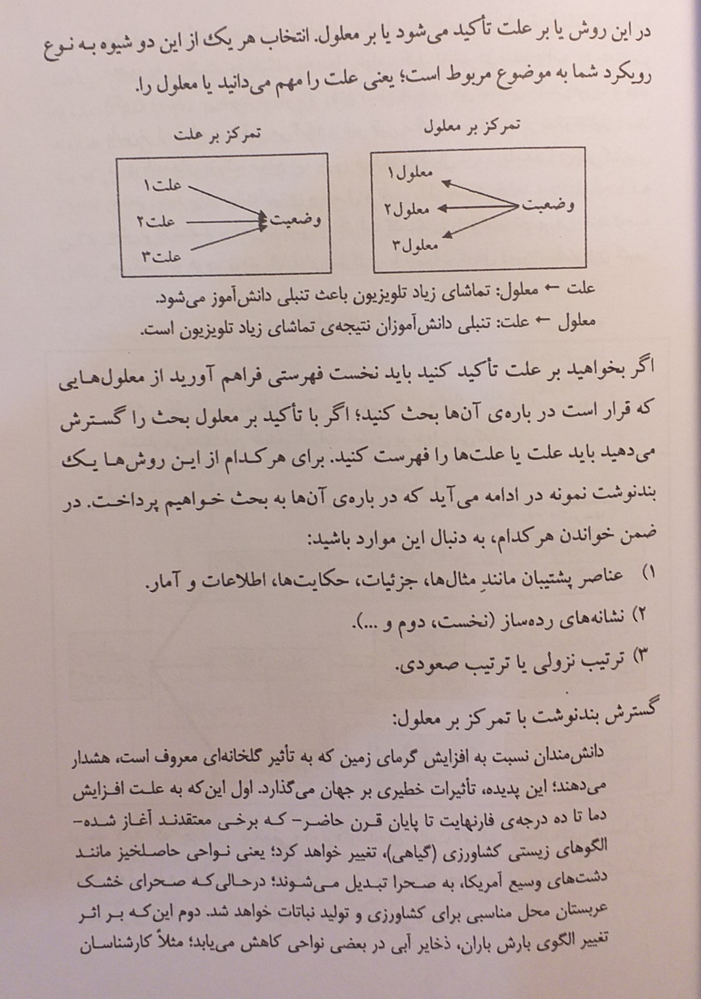 در این روش یا بر علت تأکید می‌شود یا بر معلول. انتخاب هر یک از این دو شیوه به نوع
رویکرد شما به موضوع مربوط است؛ یعنی علت را مهم می‌دانید یا معلول را.
تمرکز بر معلول
وضعیت
معلول۱
معلول۲
معلول۳
تمرکز بر علت
علت۱
علت۲
علت۳
وضعیت
علت ← معلول: تماشای زیاد تلویزیون باعث تنبلی دانش‌آموز می‌شود.
معلول ← علت: تنبلی دانش‌آموزان نتیجه‌ی تماشای زیاد تلویزیون است.
اگر بخواهید بر علت تأکید کنید باید نخست فهرستی فراهم آورید از معلول‌هایی
که قرار است در باره‌ی آن‌ها بحث کنید؛ اگر با تأکید بر معلول بحث را گسترش
می‌دهید باید علت یا علت‌ها را فهرست کنید. برای هر کدام از این روش‌ها یک
بندنوشت نمونه در ادامه می‌آید که در باره‌ی آن‌ها به بحث خواهیم پرداخت. در
ضمن خواندن هر کدام، به دنبال این موارد باشید:
۱) عناصر پشتیبان مانندِ مثال‌ها، جزئیات، حکایت‌ها، اطلاعات و آمار.
۲) نشانه‌های رده‌ساز (نخست، دوم و ...).
۳) ترتیب نزولی یا ترتیب صعودی.
گسترش بندنوشت با تمرکز بر معلول:
دانش‌مندان نسبت به افزایش گرمای زمین که به تأثیر گلخانه‌ای معروف است، هشدار
می‌دهند؛ این پدیده، تأثیرات خطیری بر جهان می‌گذارد. اول این‌که به علت افزایش
دما تا ده درجه‌ی فارنهایت تا پایان قرن حاضر- که برخی معتقدند آغاز شده-
الگوهای زیستی کشاورزی (گیاهی)، تغییر خواهد کرد؛ یعنی نواحی حاصلخیز مانند
دشت‌های وسیع آمریکا، به صحرا تبدیل می‌شوند؛ درحالی‌که صحرای خشک
عربستان محل مناسبی برای کشاورزی و تولید نباتات خواهد شد. دوم این‌که بر اثر
تغییر الگوی بارش باران، ذخایر آبی در بعضی نواحی کاهش می‌یابد؛ مثلاً کارشناسان